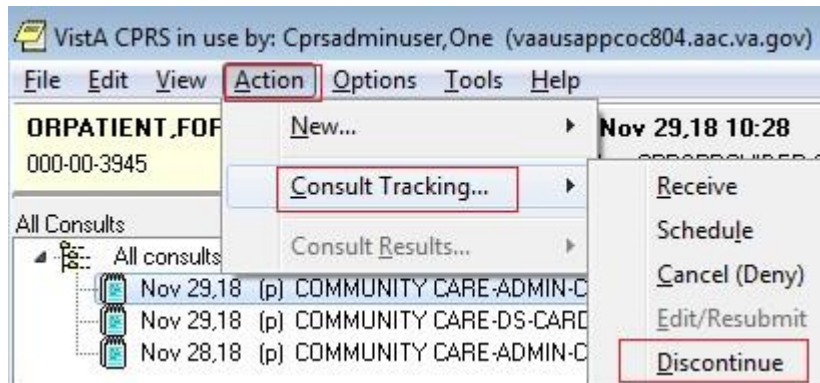 VistA CPRS in use by: Cprsadminuser,One (vaausappcoc804.aac.va.gov)
File Edit View Action Options Tools Help
ORPATIENT,FOR New... Nov 29,18 10:28
000-00-3945
Consult Tracking... Receive
All Consults Schedule
All consults Consult Results... Cancel (Deny)
Nov 29,18 (p) COMMUNITY CARE-ADMIN-C
Nov 29,18 (p) COMMUNITY CARE-DS-CARD Edit/Resubmit
Nov 28,18 (p) COMMUNITY CARE-ADMIN-C Discontinue